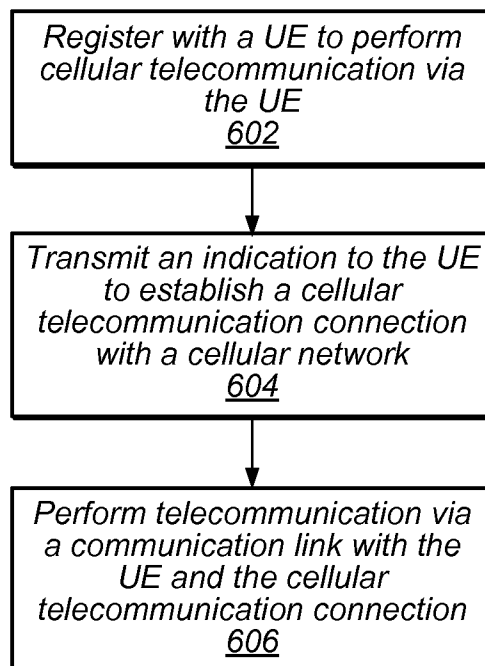 Register with a UE to perform
cellular telecommunication via
the UE
602
Transmit an indication to the UE
to establish a cellular
telecommunication connection
with a cellular network
604
Perform telecommunication via
a communication link with the
UE and the cellular
telecommunication connection
606